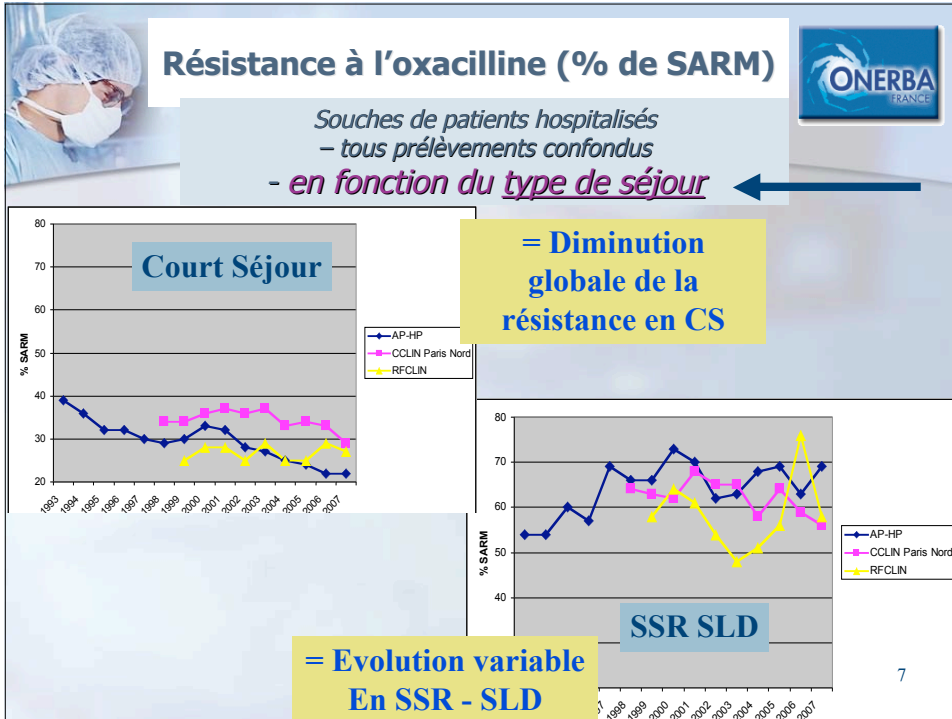 Résistance à l'oxacilline (% de SARM)
ONERBA
FRANCE
Souches de patients hospitalisés
– tous prélèvements confondus
- en fonction du type de séjour
Court Séjour
= Diminution
globale de la
résistance en CS
% SARM
80
70
60
50
40
30
20
1993
1994
1995
1996
1997
1998
1999
2000
2001
2002
2003
2004
2005
2006
2007
AP-HP
CCLIN Paris Nord
RFCLIN
% SARM
80
70
60
50
40
1998
1999
2000
2001
2002
2003
2004
2005
2006
2007
AP-HP
CCLIN Paris Nord
RFCLIN
SSR SLD
= Evolution variable
En SSR - SLD
7